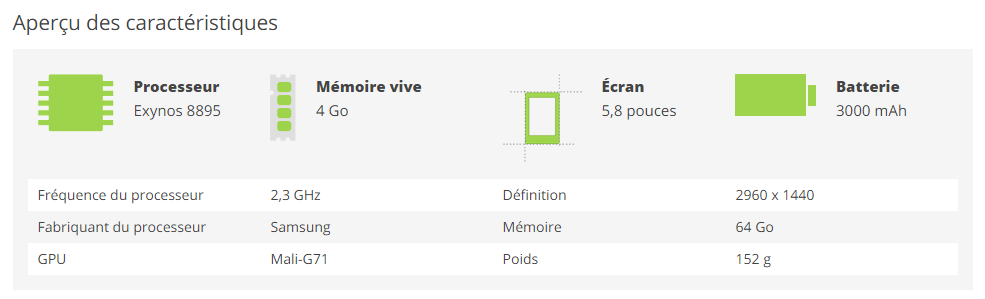 Aperçu des caractéristiques
Processeur
Exynos 8895
Mémoire vive
4 Go
Écran
5,8 pouces
Batterie
3000 mAh
Fréquence du processeur 2,3 GHz Définition 2960 x 1440
Fabriquant du processeur Samsung Mémoire 64 Go
GPU Mali-G71 Poids 152 g